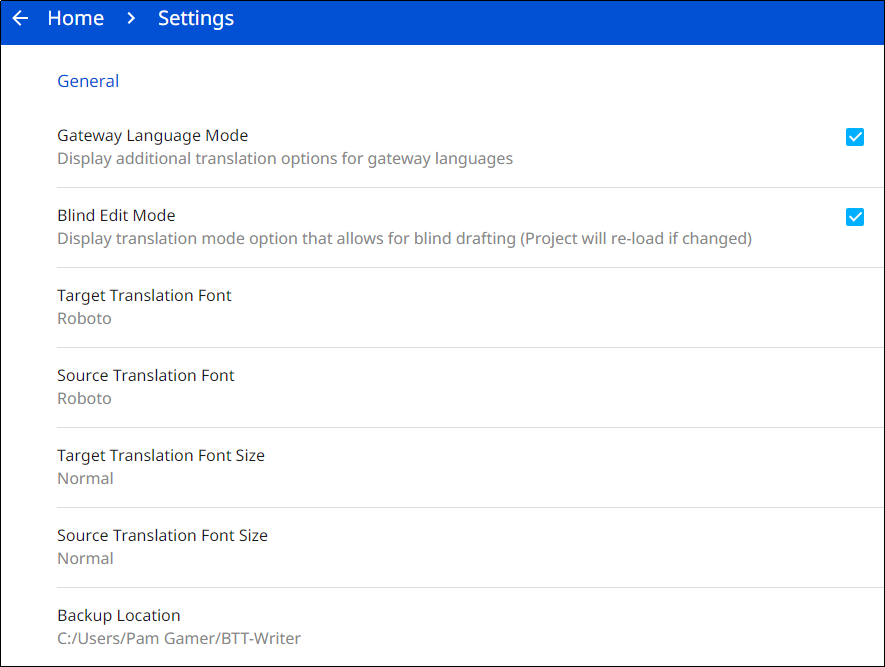 Home > Settings
General
Gateway Language Mode
Display additional translation options for gateway languages
Blind Edit Mode
Display translation mode option that allows for blind drafting (Project will re-load if changed)
Target Translation Font
Roboto
Source Translation Font
Roboto
Target Translation Font Size
Normal
Source Translation Font Size
Normal
Backup Location
C:/Users/Pam Gamer/BTT-Writer